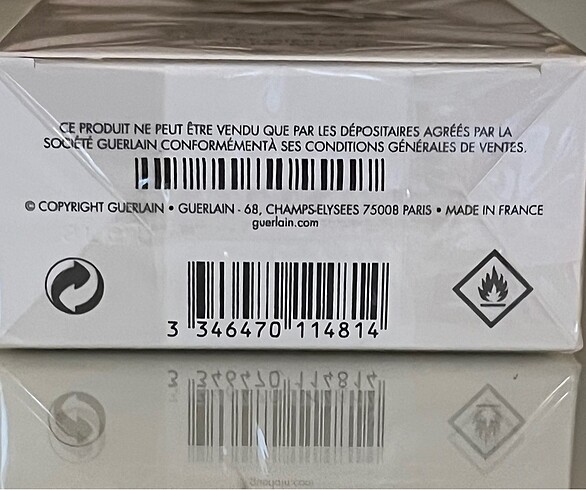 CE PRODUIT NE PEUT ÊTRE VENDU QUE PAR LES DÉPOSITAIRES AGRÉÉS PAR LA
SOCIÉTÉ GUERLAIN CONFORMÉMENTÀ SES CONDITIONS GÉNÉRALES DE VENTES.
© COPYRIGHT GUERLAIN • GUERLAIN - 68, CHAMPS-ELYSEES 75008 PARIS • MADE IN FRANCE
guerlain.com
3 346470 114814